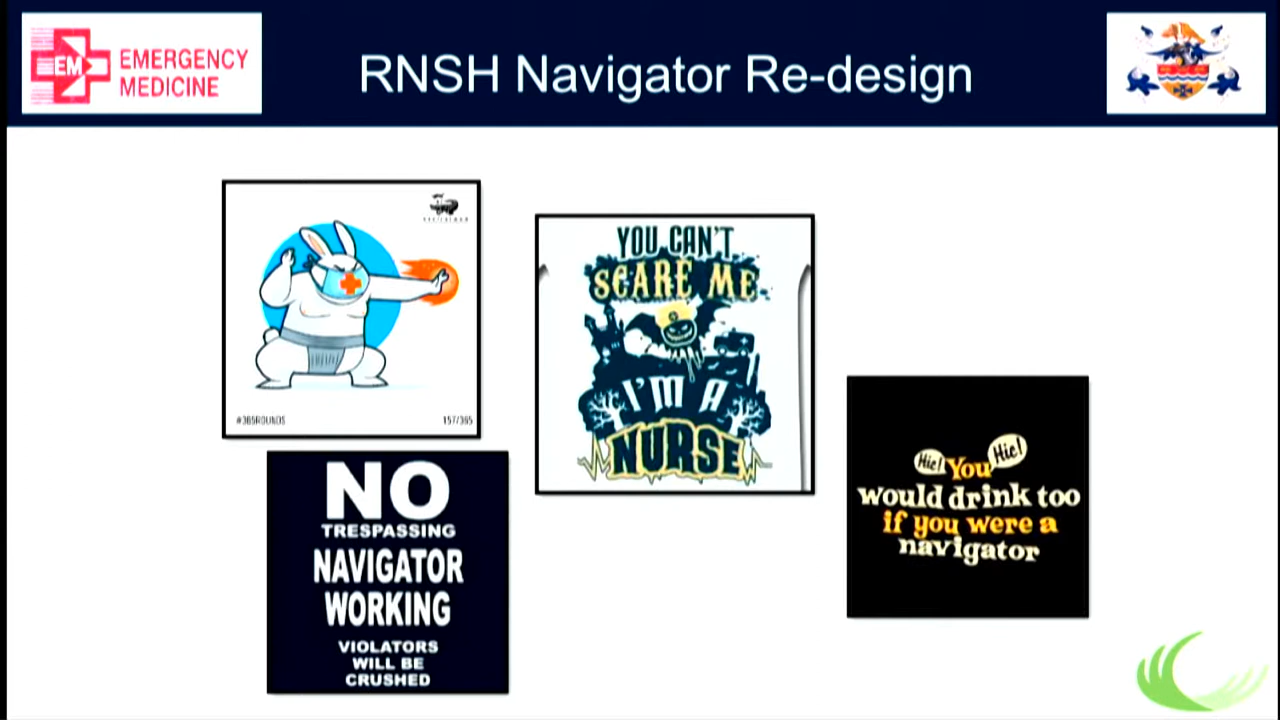 EM
EMERGENCY
MEDICINE
RNSH Navigator Re-design
#365ROUNDS
157/365
YOU CAN'T
SCARE ME
I'M A
NURSE
NO
TRESPASSING
NAVIGATOR
WORKING
VIOLATORS
WILL BE
CRUSHED
Hic! You Hic!
would drink too
if you were a
navigator